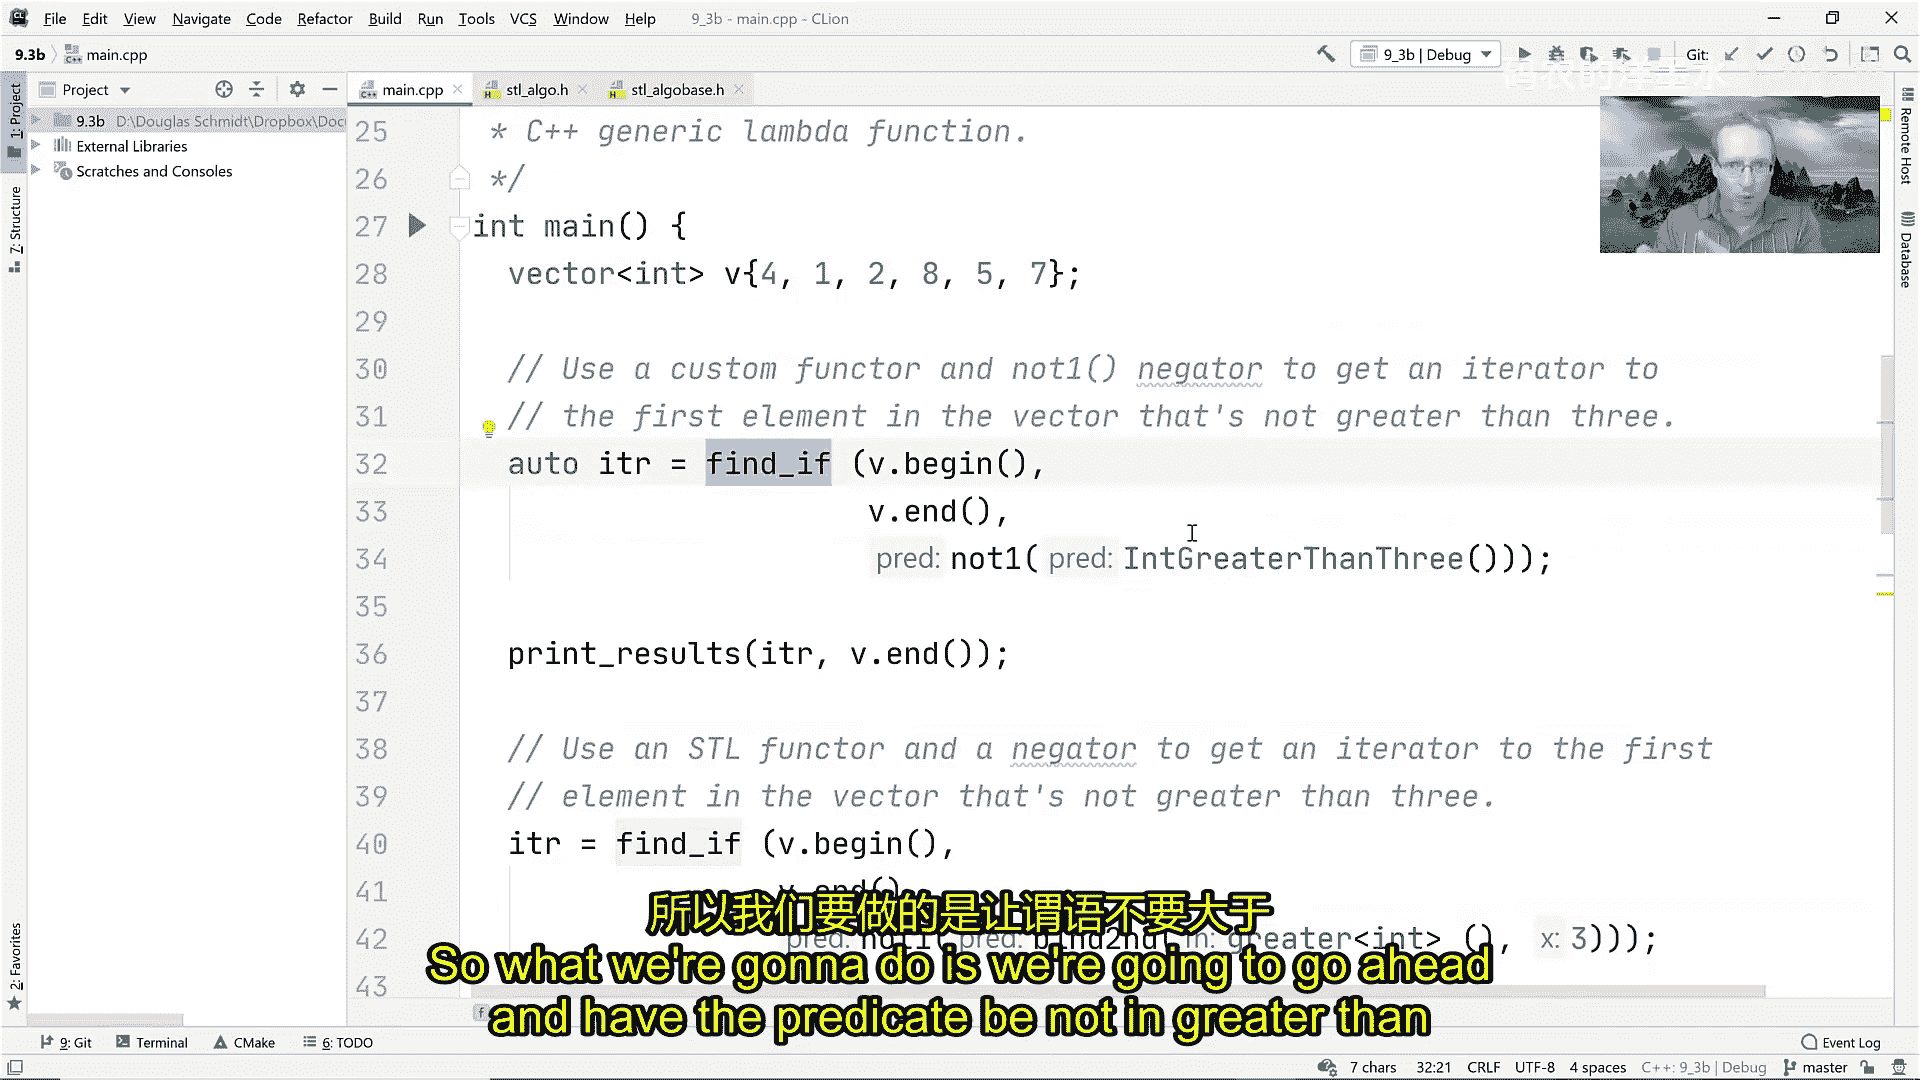 File Edit View Navigate Code Refactor Build Run Tools VCS Window Help 9_3b - main.cpp - CLion
9.3b main.cpp 9_3b | Debug Git:
Project main.cpp stl_algo.h stl_algobase.h
1: Project
7: Structure
2: Favorites
9.3b D:\Douglas Schmidt\Dropbox\Doc
External Libraries
Scratches and Consoles
25 * C++ generic lambda function.
26 */
27 int main() {
28 vector<int> v{4, 1, 2, 8, 5, 7};
29
30 // Use a custom functor and not1() negator to get an iterator to
31 // the first element in the vector that's not greater than three.
32 auto itr = find_if (v.begin(),
33 v.end(),
34 pred: not1( pred: IntGreaterThanThree()));
35
36 print_results(itr, v.end());
37
38 // Use an STL functor and a negator to get an iterator to the first
39 // element in the vector that's not greater than three.
40 itr = find_if (v.begin(),
41 v.end(),
42 pred: not1( pred: bind2nd( in: greater<int> (), x: 3)));
43
所以我们要做的是让谓语不要大于
So what we're gonna do is we're going to go ahead
and have the predicate be not in greater than
Remote Host
Database
9: Git Terminal CMake 6: TODO Event Log
7 chars 32:21 CRLF UTF-8 4 spaces C++: 9_3b | Debug master